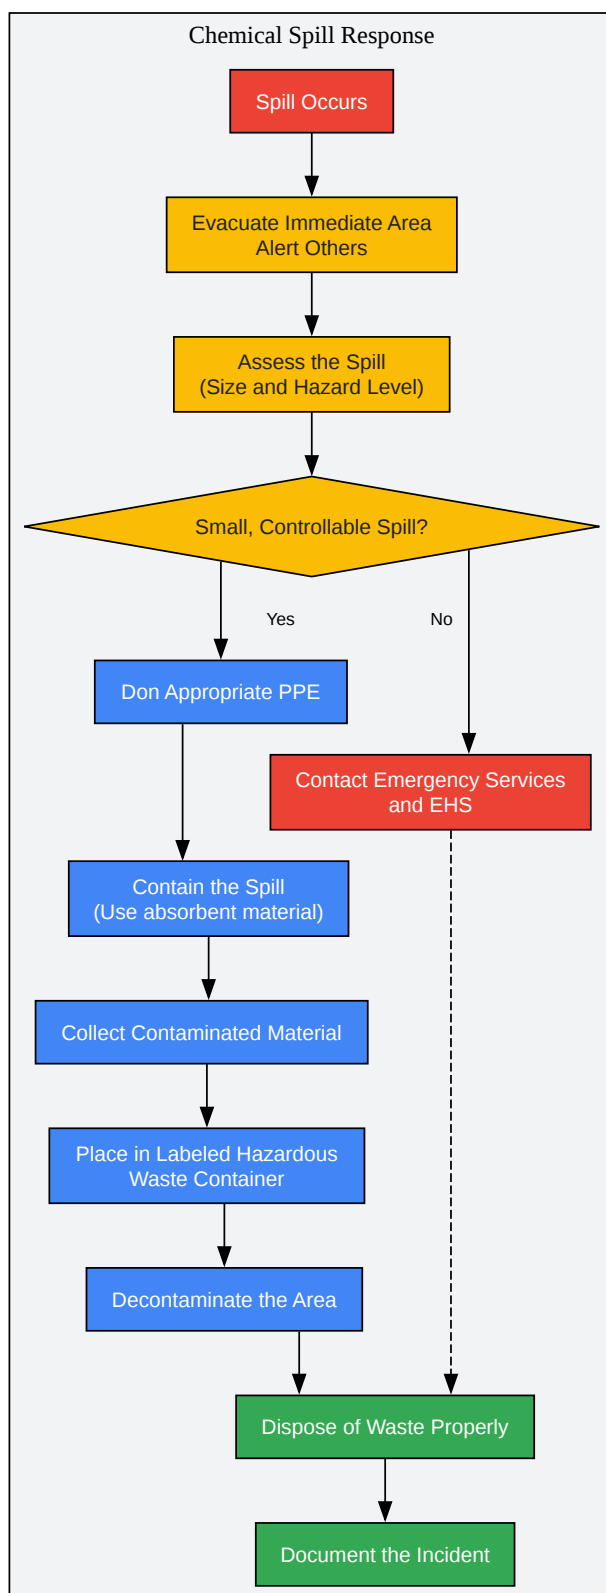 Chemical Spill Response
Spill Occurs
Evacuate Immediate Area
Alert Others
Assess the Spill
(Size and Hazard Level)
Small, Controllable Spill?
Yes
No
Don Appropriate PPE
Contact Emergency Services
and EHS
Contain the Spill
(Use absorbent material)
Collect Contaminated Material
Place in Labeled Hazardous
Waste Container
Decontaminate the Area
Dispose of Waste Properly
Document the Incident